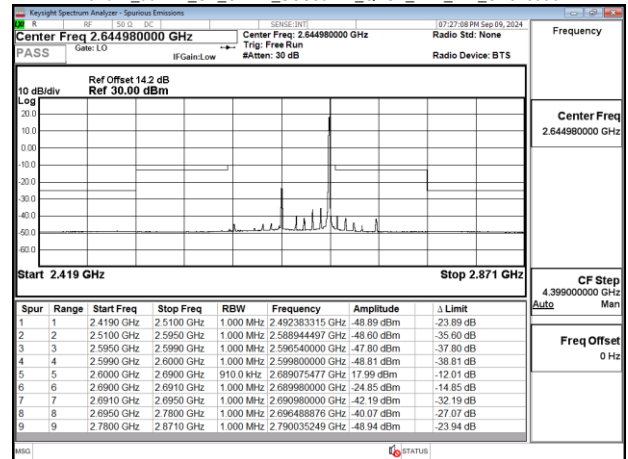 Keysight Spectrum Analyzer - Spurious Emissions
R RF 50 Ω DC SENSE:INT 07:27:08 PM Sep 09, 2024
Center Freq 2.644980000 GHz Center Freq: 2.644980000 GHz Radio Std: None
PASS Gate: LO Trig: Free Run
IFGain:Low #Atten: 30 dB Radio Device: BTS
Ref Offset 14.2 dB
10 dB/div Ref 30.00 dBm
Log
20.0
10.0
0.00
-10.0
-20.0
-30.0
-40.0
-50.0
-60.0
Start 2.419 GHz Stop 2.871 GHz
Spur Range Start Freq Stop Freq RBW Frequency Amplitude Δ Limit
1 1 2.4190 GHz 2.5100 GHz 1.000 MHz 2.492383315 GHz -48.89 dBm -23.89 dB
2 2 2.5100 GHz 2.5950 GHz 1.000 MHz 2.588944497 GHz -48.60 dBm -35.60 dB
3 3 2.5950 GHz 2.5990 GHz 1.000 MHz 2.596540000 GHz -47.80 dBm -37.80 dB
4 4 2.5990 GHz 2.6000 GHz 1.000 MHz 2.599800000 GHz -48.81 dBm -38.81 dB
5 5 2.6000 GHz 2.6900 GHz 910.0 kHz 2.689075477 GHz 17.99 dBm -12.01 dB
6 6 2.6900 GHz 2.6910 GHz 1.000 MHz 2.689980000 GHz -24.85 dBm -14.85 dB
7 7 2.6910 GHz 2.6950 GHz 1.000 MHz 2.690980000 GHz -42.19 dBm -32.19 dB
8 8 2.6950 GHz 2.7800 GHz 1.000 MHz 2.696488876 GHz -40.07 dBm -27.07 dB
9 9 2.7800 GHz 2.8710 GHz 1.000 MHz 2.790035249 GHz -48.94 dBm -23.94 dB
MSG STATUS
Frequency
Center Freq
2.644980000 GHz
CF Step
4.399000000 GHz
Auto Man
Freq Offset
0 Hz